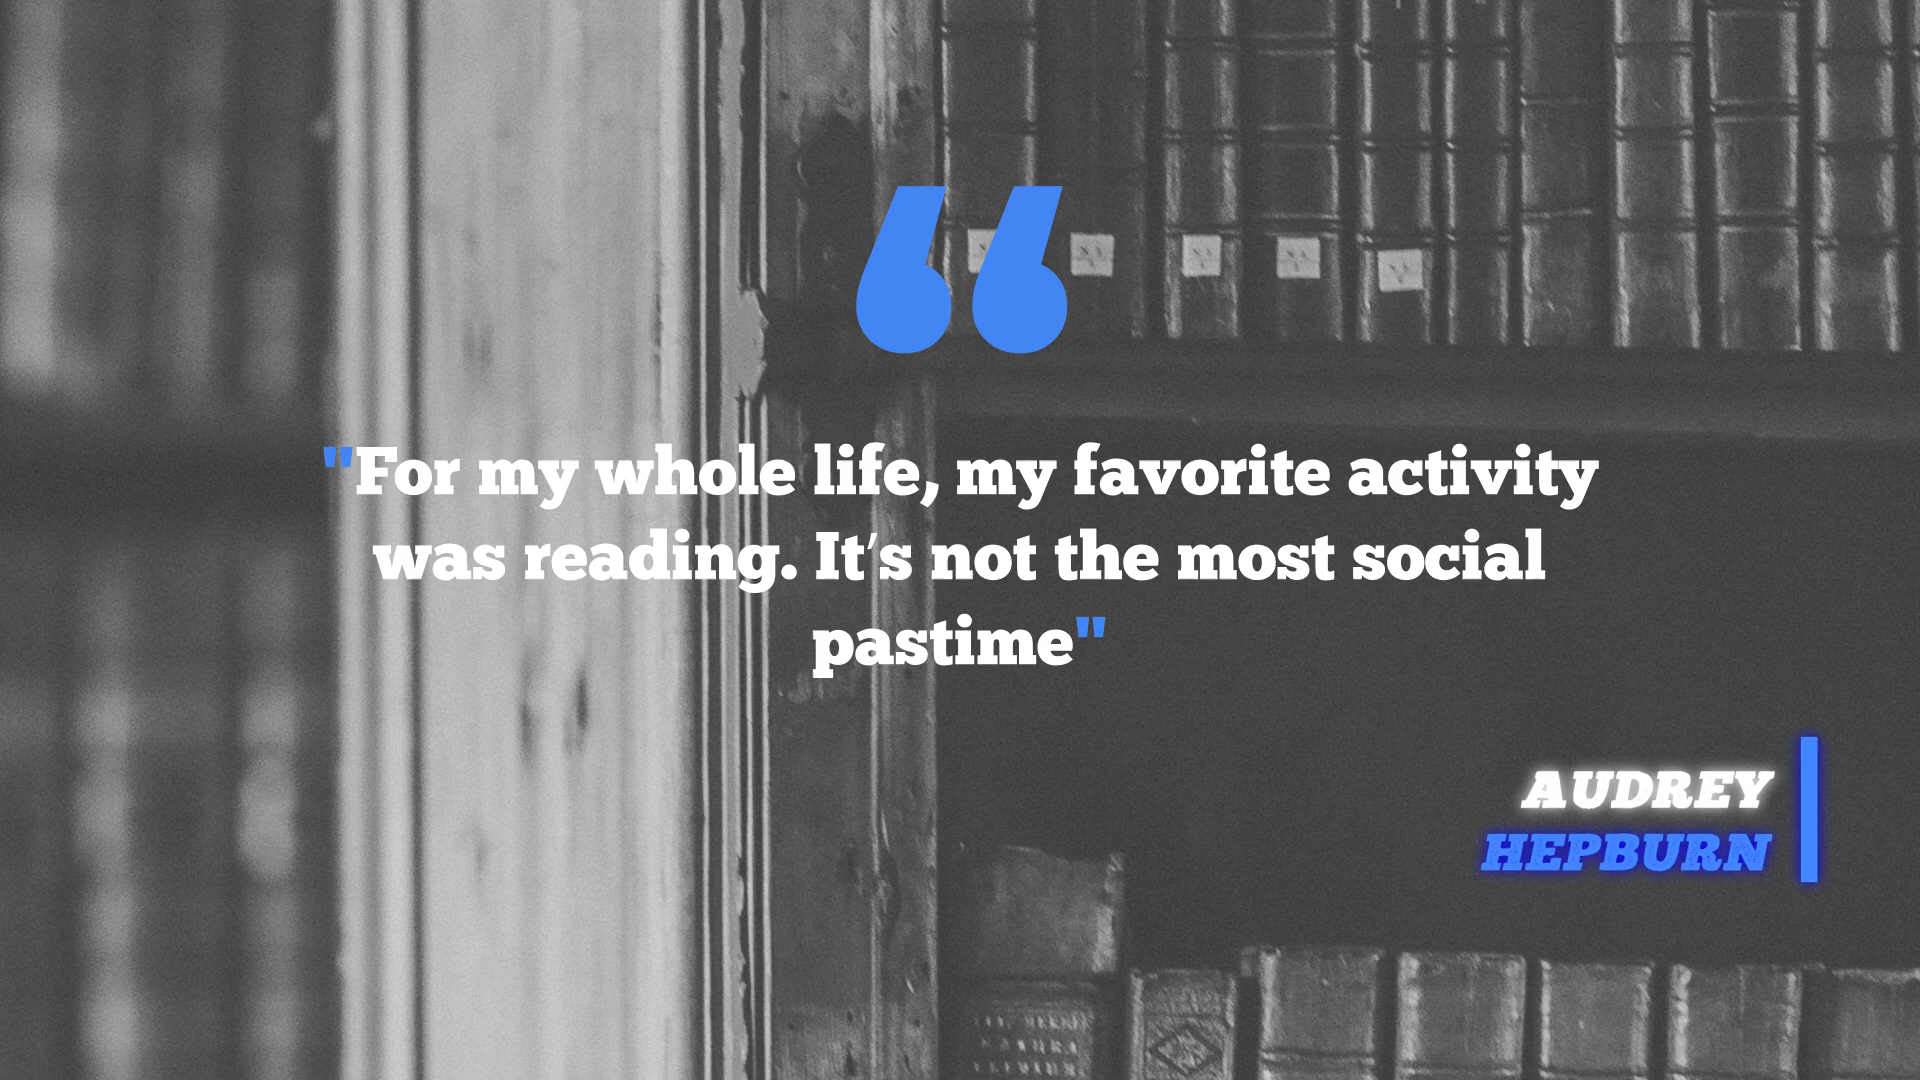 "For my whole life, my favorite activity
was reading. It's not the most social
pastime"
AUDREY
HEPBURN